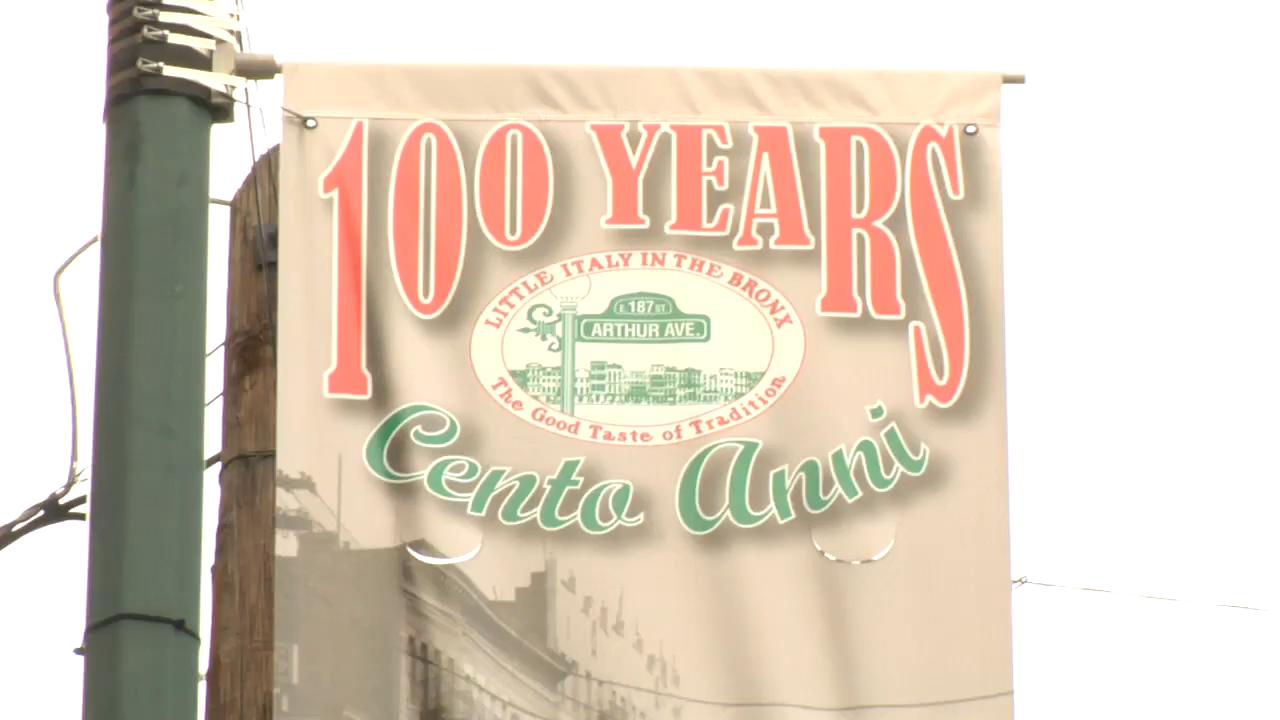 100 YEARS
LITTLE ITALY IN THE BRONX
E. 187 ST
ARTHUR AVE.
The Good Taste of Tradition
Cento Anni